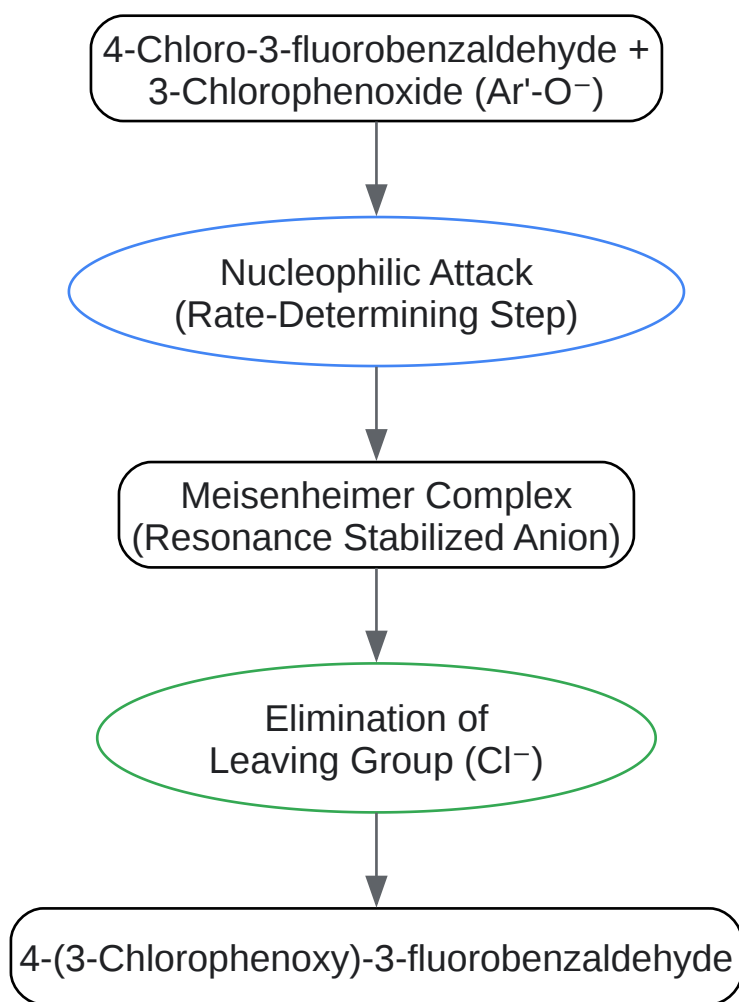 4-Chloro-3-fluorobenzaldehyde +
3-Chlorophenoxide (Ar'-O⁻)
Nucleophilic Attack
(Rate-Determining Step)
Meisenheimer Complex
(Resonance Stabilized Anion)
Elimination of
Leaving Group (Cl⁻)
4-(3-Chlorophenoxy)-3-fluorobenzaldehyde